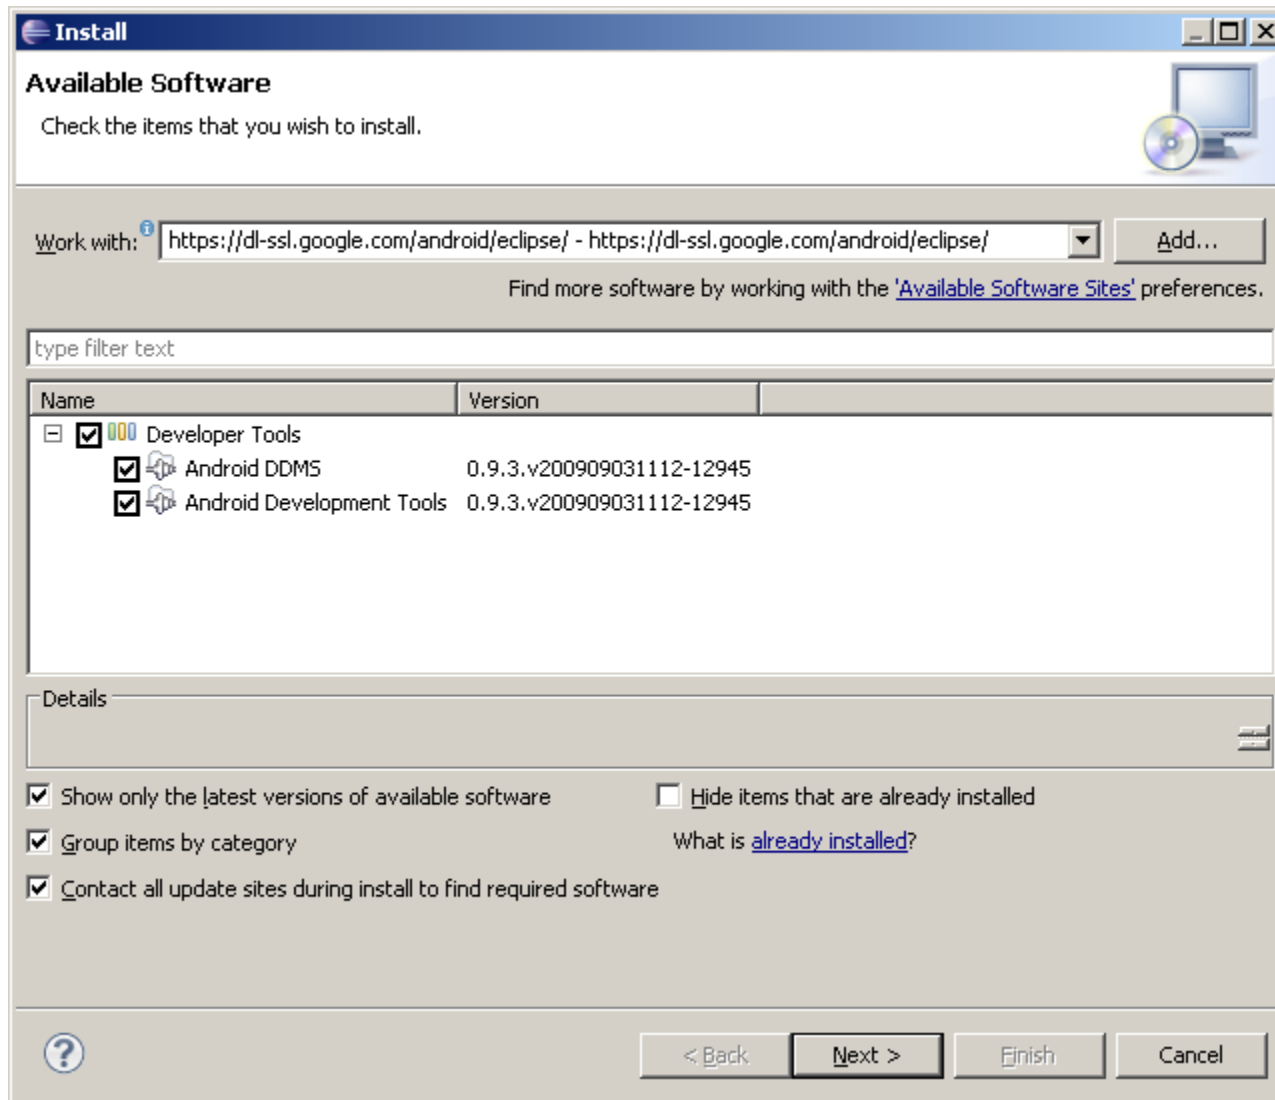 Install
Available Software
Check the items that you wish to install.
Work with: https://dl-ssl.google.com/android/eclipse/ - https://dl-ssl.google.com/android/eclipse/ Add...
Find more software by working with the 'Available Software Sites' preferences.
type filter text
Name Version
Developer Tools
Android DDMS 0.9.3.v200909031112-12945
Android Development Tools 0.9.3.v200909031112-12945
Details
Show only the latest versions of available software Hide items that are already installed
Group items by category What is already installed?
Contact all update sites during install to find required software
? < Back Next > Finish Cancel